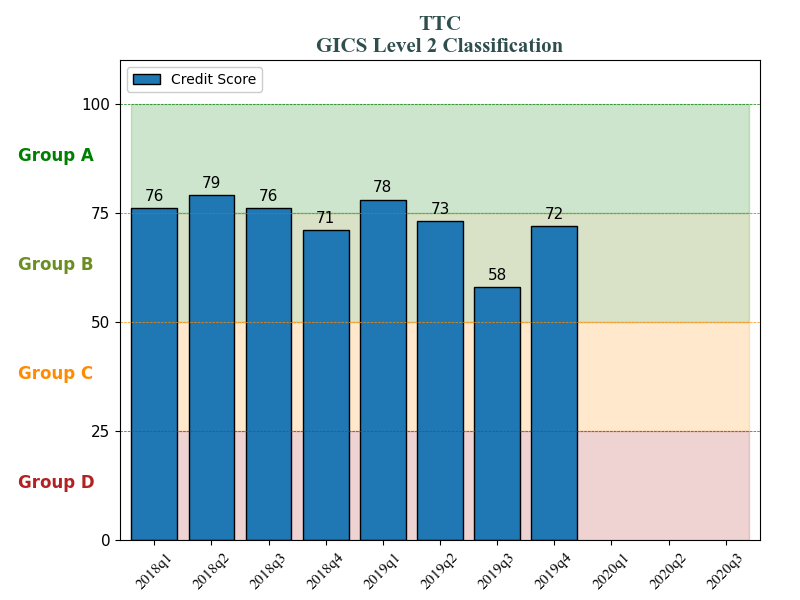 TTC
GICS Level 2 Classification
Credit Score
100
Group A
79
78
76
76
73
71
72
75
Group B
58
50
Group C
25
Group D
0
2018q1 2018q2 2018q3 2018q4 2019q1 2019q2 2019q3 2019q4 2020q1 2020q2 2020q3